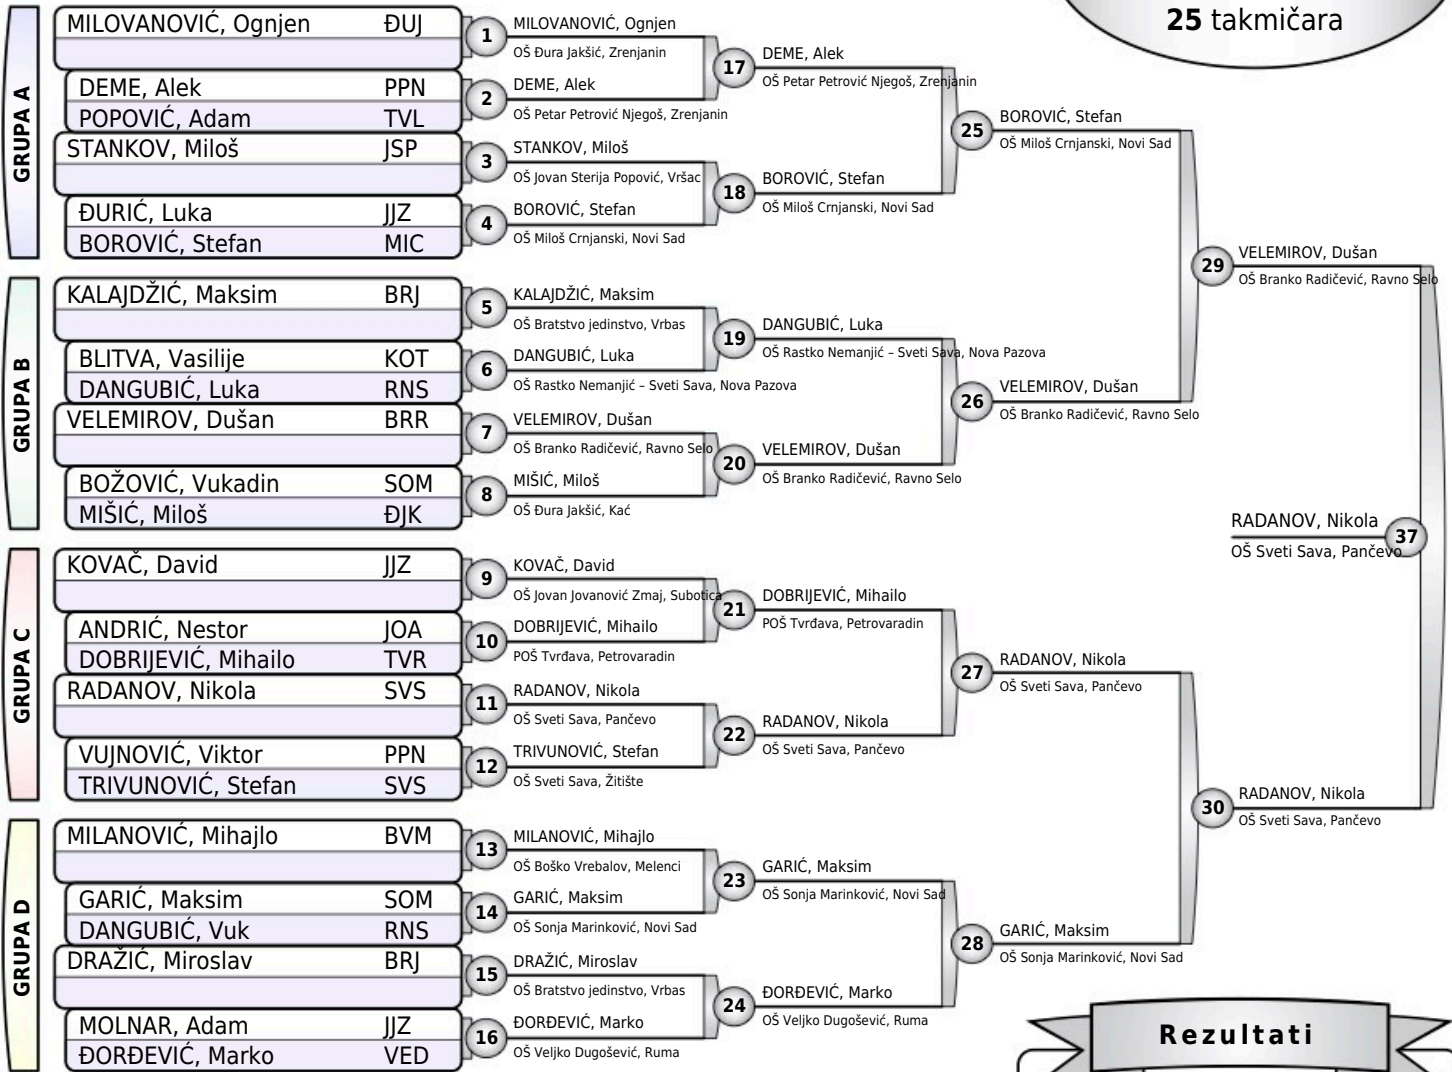 25 takmičara
GRUPA A
MILOVANOVIĆ, Ognjen ĐUJ
DEME, Alek PPN
POPOVIĆ, Adam TVL
STANKOV, Miloš JSP
ĐURIĆ, Luka JJZ
BOROVIĆ, Stefan MIC
GRUPA B
KALAJDŽIĆ, Maksim BRJ
BLITVA, Vasilije KOT
DANGUBIĆ, Luka RNS
VELEMIROV, Dušan BRR
BOŽOVIĆ, Vukadin SOM
MIŠIĆ, Miloš ĐJK
GRUPA C
KOVAČ, David JJZ
ANDRIĆ, Nestor JOA
DOBRIJEVIĆ, Mihailo TVR
RADANOV, Nikola SVS
VUJNOVIĆ, Viktor PPN
TRIVUNOVIĆ, Stefan SVS
GRUPA D
MILANOVIĆ, Mihajlo BVM
GARIĆ, Maksim SOM
DANGUBIĆ, Vuk RNS
DRAŽIĆ, Miroslav BRJ
MOLNAR, Adam JJZ
ĐORĐEVIĆ, Marko VED
1 MILOVANOVIĆ, Ognjen
OŠ Đura Jakšić, Zrenjanin
2 DEME, Alek
OŠ Petar Petrović Njegoš, Zrenjanin
3 STANKOV, Miloš
OŠ Jovan Sterija Popović, Vršac
4 BOROVIĆ, Stefan
OŠ Miloš Crnjanski, Novi Sad
5 KALAJDŽIĆ, Maksim
OŠ Bratstvo jedinstvo, Vrbas
6 DANGUBIĆ, Luka
OŠ Rastko Nemanjić – Sveti Sava, Nova Pazova
7 VELEMIROV, Dušan
OŠ Branko Radičević, Ravno Selo
8 MIŠIĆ, Miloš
OŠ Đura Jakšić, Kać
9 KOVAČ, David
OŠ Jovan Jovanović Zmaj, Subotica
10 DOBRIJEVIĆ, Mihailo
POŠ Tvrđava, Petrovaradin
11 RADANOV, Nikola
OŠ Sveti Sava, Pančevo
12 TRIVUNOVIĆ, Stefan
OŠ Sveti Sava, Žitište
13 MILANOVIĆ, Mihajlo
OŠ Boško Vrebalov, Melenci
14 GARIĆ, Maksim
OŠ Sonja Marinković, Novi Sad
15 DRAŽIĆ, Miroslav
OŠ Bratstvo jedinstvo, Vrbas
16 ĐORĐEVIĆ, Marko
OŠ Veljko Dugošević, Ruma
17 DEME, Alek
OŠ Petar Petrović Njegoš, Zrenjanin
18 BOROVIĆ, Stefan
OŠ Miloš Crnjanski, Novi Sad
19 DANGUBIĆ, Luka
OŠ Rastko Nemanjić – Sveti Sava, Nova Pazova
20 VELEMIROV, Dušan
OŠ Branko Radičević, Ravno Selo
21 DOBRIJEVIĆ, Mihailo
POŠ Tvrđava, Petrovaradin
22 RADANOV, Nikola
OŠ Sveti Sava, Pančevo
23 GARIĆ, Maksim
OŠ Sonja Marinković, Novi Sad
24 ĐORĐEVIĆ, Marko
OŠ Veljko Dugošević, Ruma
25 BOROVIĆ, Stefan
OŠ Miloš Crnjanski, Novi Sad
26 VELEMIROV, Dušan
OŠ Branko Radičević, Ravno Selo
27 RADANOV, Nikola
OŠ Sveti Sava, Pančevo
28 GARIĆ, Maksim
OŠ Sonja Marinković, Novi Sad
29 VELEMIROV, Dušan
OŠ Branko Radičević, Ravno Selo
30 RADANOV, Nikola
OŠ Sveti Sava, Pančevo
RADANOV, Nikola 37
OŠ Sveti Sava, Pančevo
Rezultati